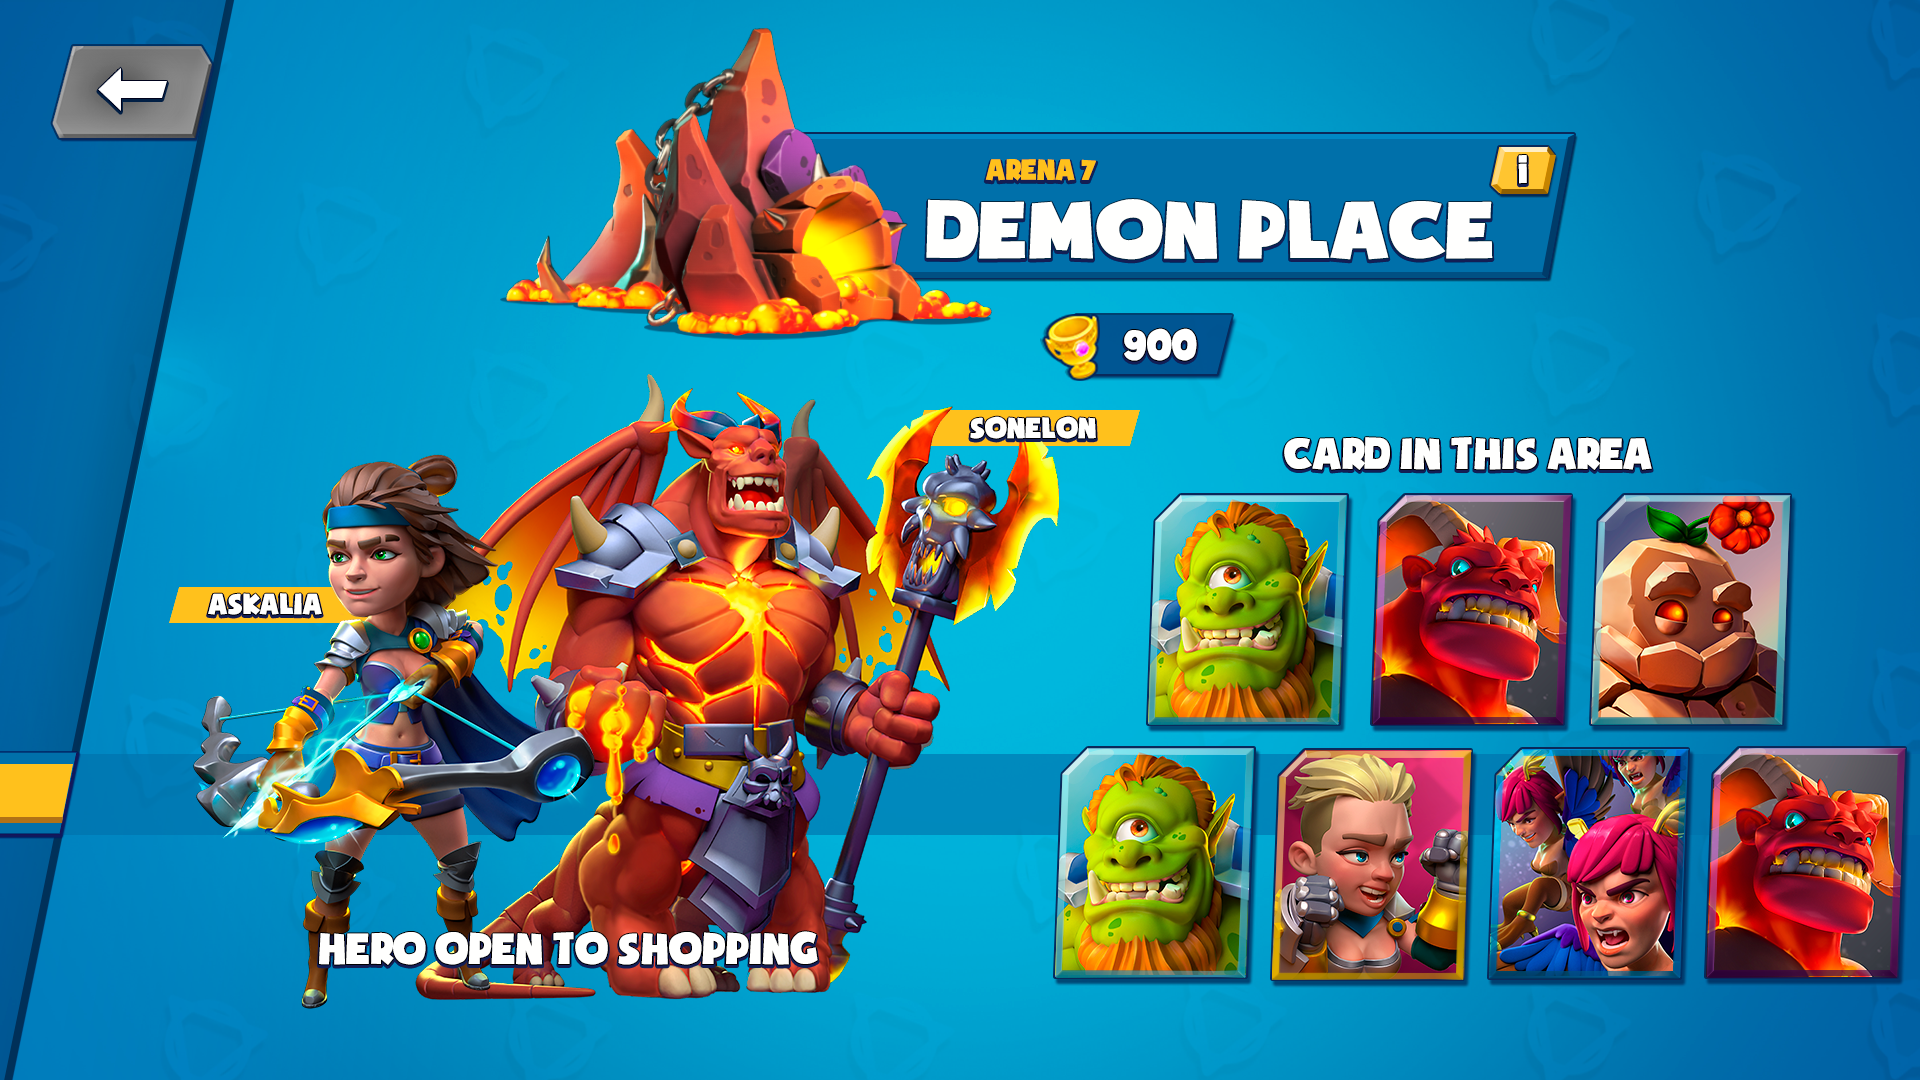 ARENA 7
i
DEMON PLACE
900
SONELON
CARD IN THIS AREA
ASKALIA
HERO OPEN TO SHOPPING